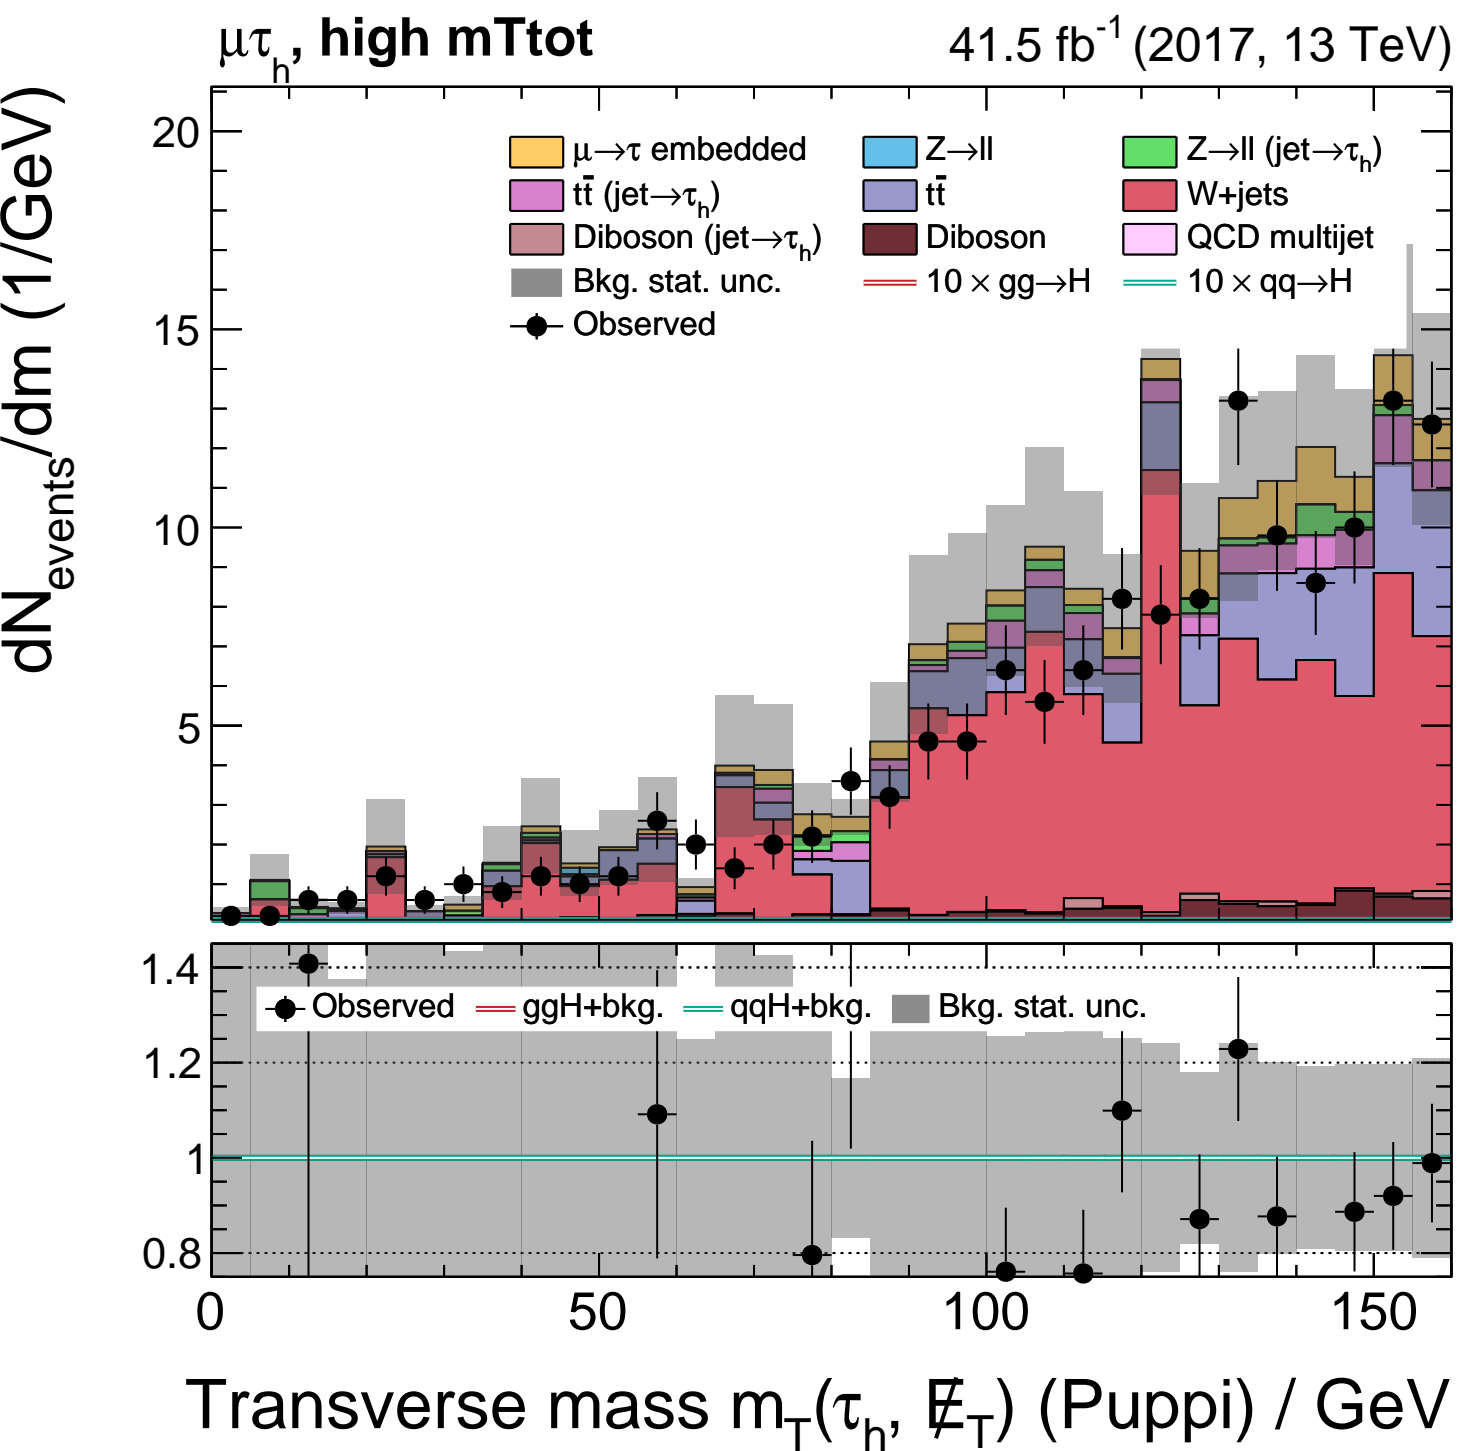 μτh, high mTtot 41.5 fb-1 (2017, 13 TeV)
dNevents/dm (1/GeV)
20
15
10
5
μ→τ embedded Z→ll Z→ll (jet→τh)
tt̄ (jet→τh) tt̄ W+jets
Diboson (jet→τh) Diboson QCD multijet
Bkg. stat. unc. 10 × gg→H 10 × qq→H
Observed
1.4
1.2
1
0.8
Observed ggH+bkg. qqH+bkg. Bkg. stat. unc.
0 50 100 150
Transverse mass mT(τh, E̸T) (Puppi) / GeV